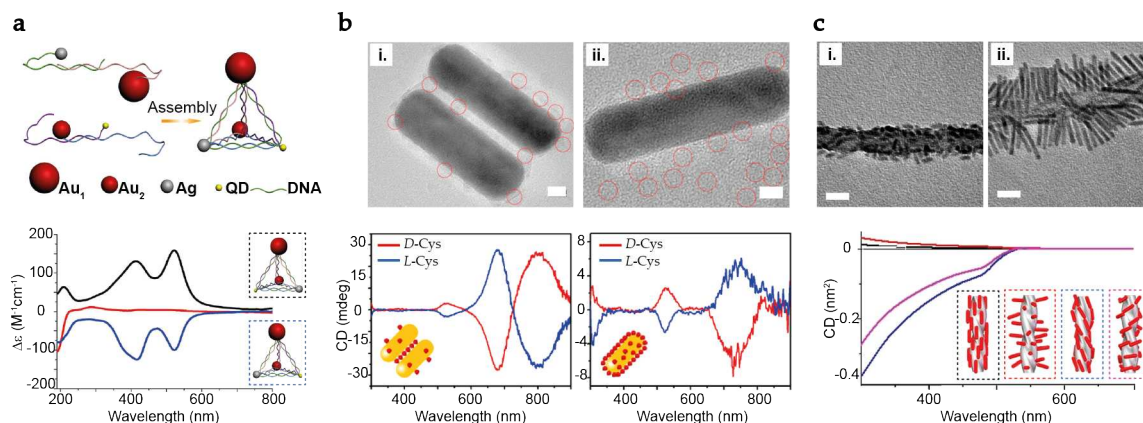 a
Assembly
Au1 Au2 Ag QD DNA
200
100
0
-100
-200
Δε (M⁻¹cm⁻¹)
200 400 600 800
Wavelength (nm)
b
i.
ii.
30
15
0
-15
-30
CD (mdeg)
D-Cys
L-Cys
400 600 800
Wavelength (nm)
8
4
0
-4
-8
D-Cys
L-Cys
400 600 800
Wavelength (nm)
c
i.
ii.
0
-0.2
-0.4
CD (nm²)
400 600
Wavelength (nm)